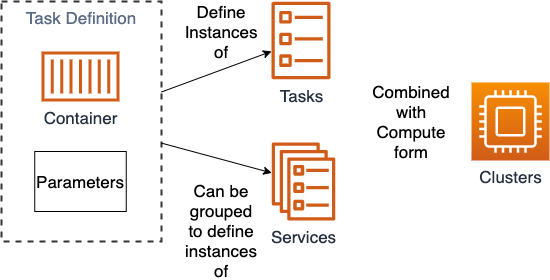 Task Definition
Container
Parameters
Define
Instances
of
Tasks
Can be
grouped
to define
instances
of
Services
Combined
with
Compute
form
Clusters